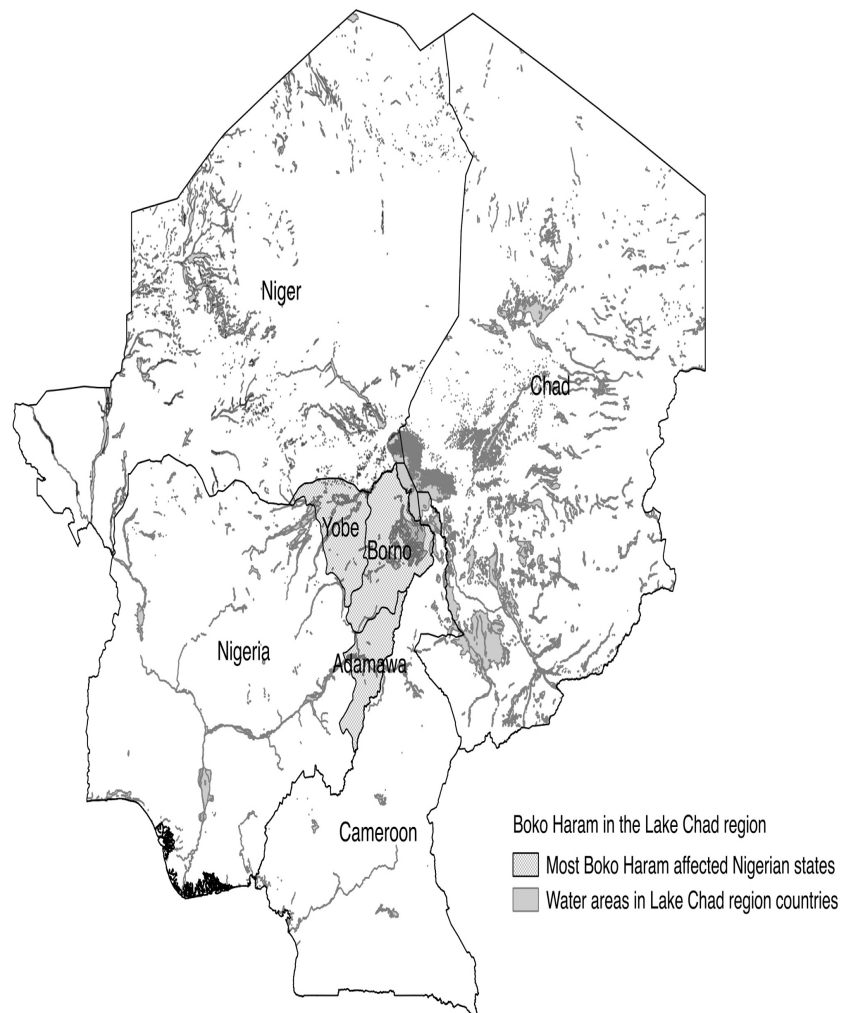 Niger
Chad
Yobe
Borno
Nigeria
Adamawa
Cameroon
Boko Haram in the Lake Chad region
Most Boko Haram affected Nigerian states
Water areas in Lake Chad region countries